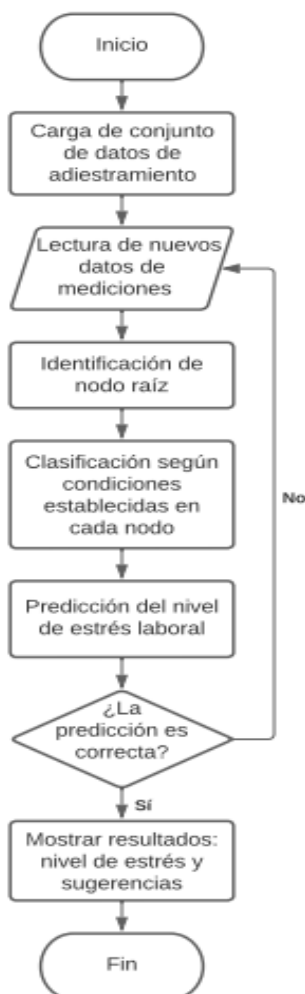 Inicio
Carga de conjunto
de datos de
adiestramiento
Lectura de nuevos
datos de
mediciones
Identificación de
nodo raíz
Clasificación según
condiciones
establecidas en
cada nodo
No
Predicción del nivel
de estrés laboral
¿La
predicción es
correcta?
Sí
Mostrar resultados:
nivel de estrés y
sugerencias
Fin